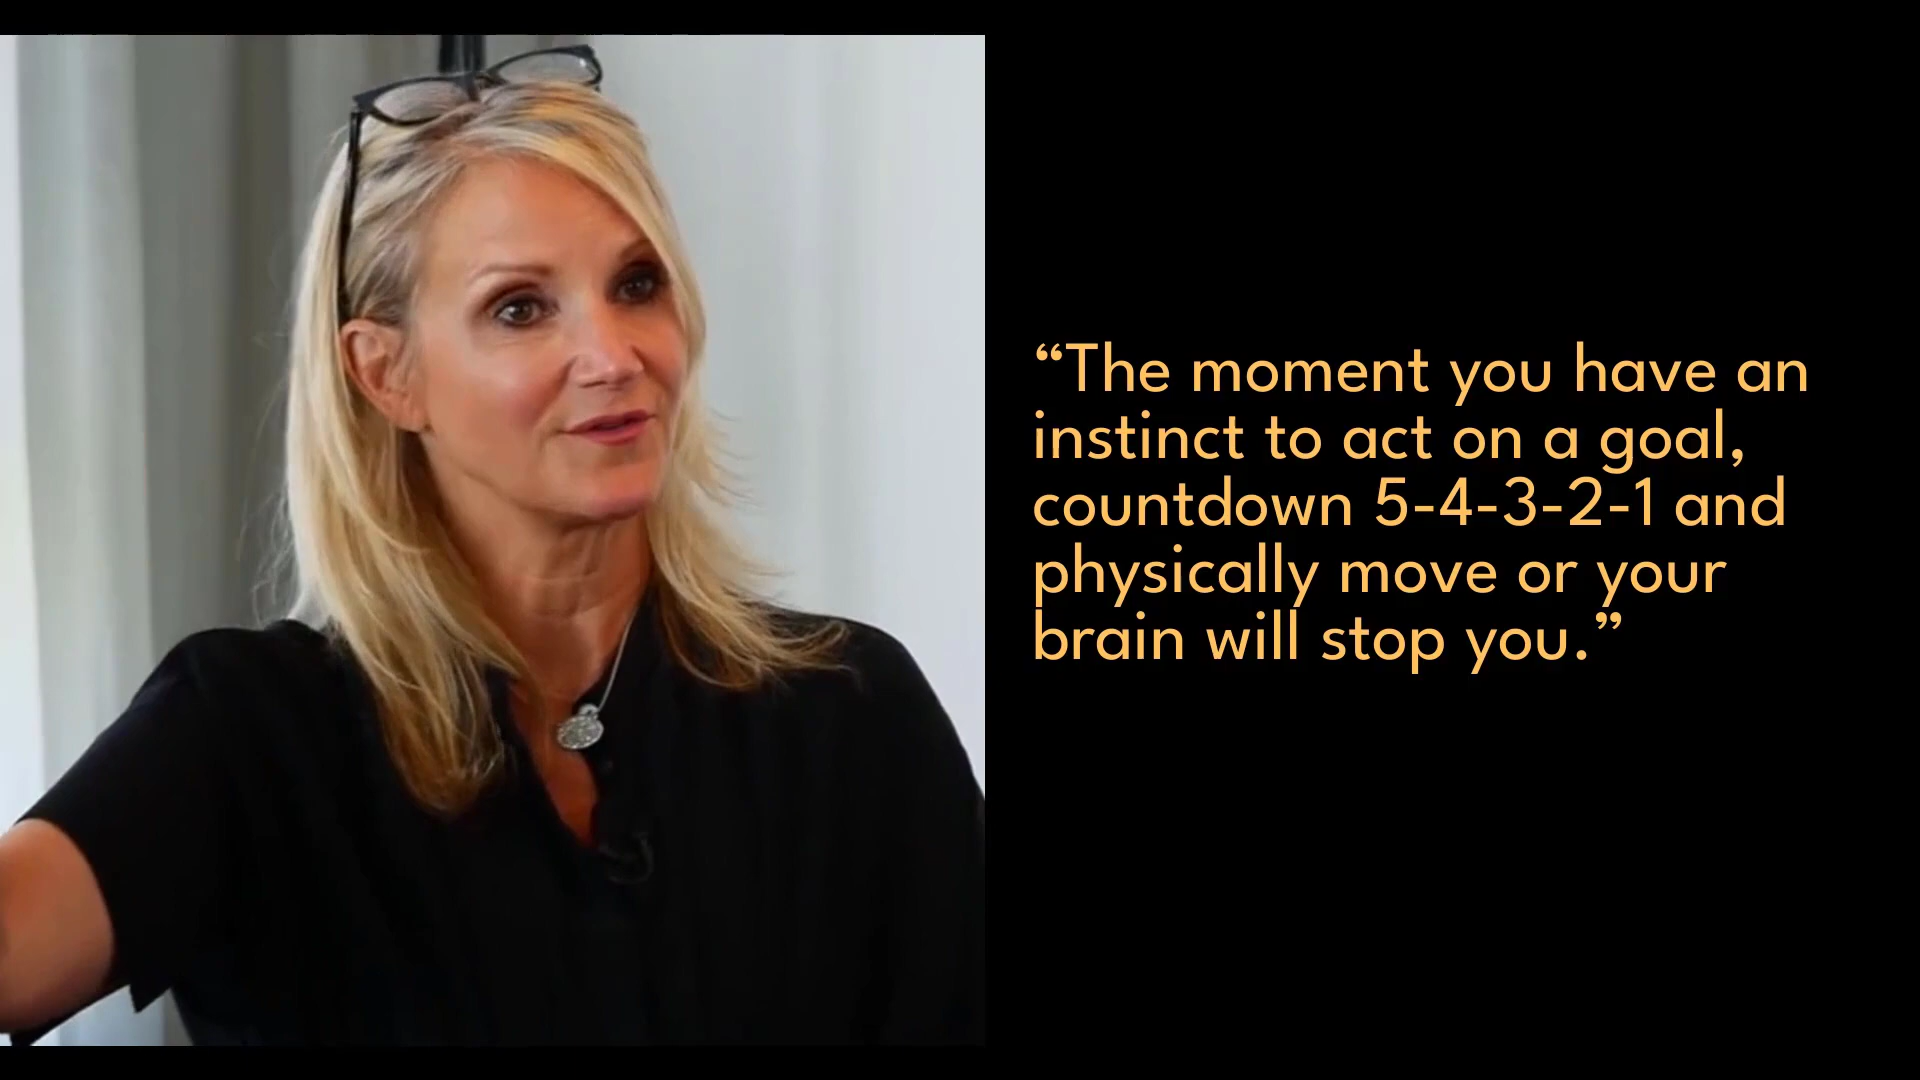 “The moment you have an
instinct to act on a goal,
countdown 5-4-3-2-1 and
physically move or your
brain will stop you.”